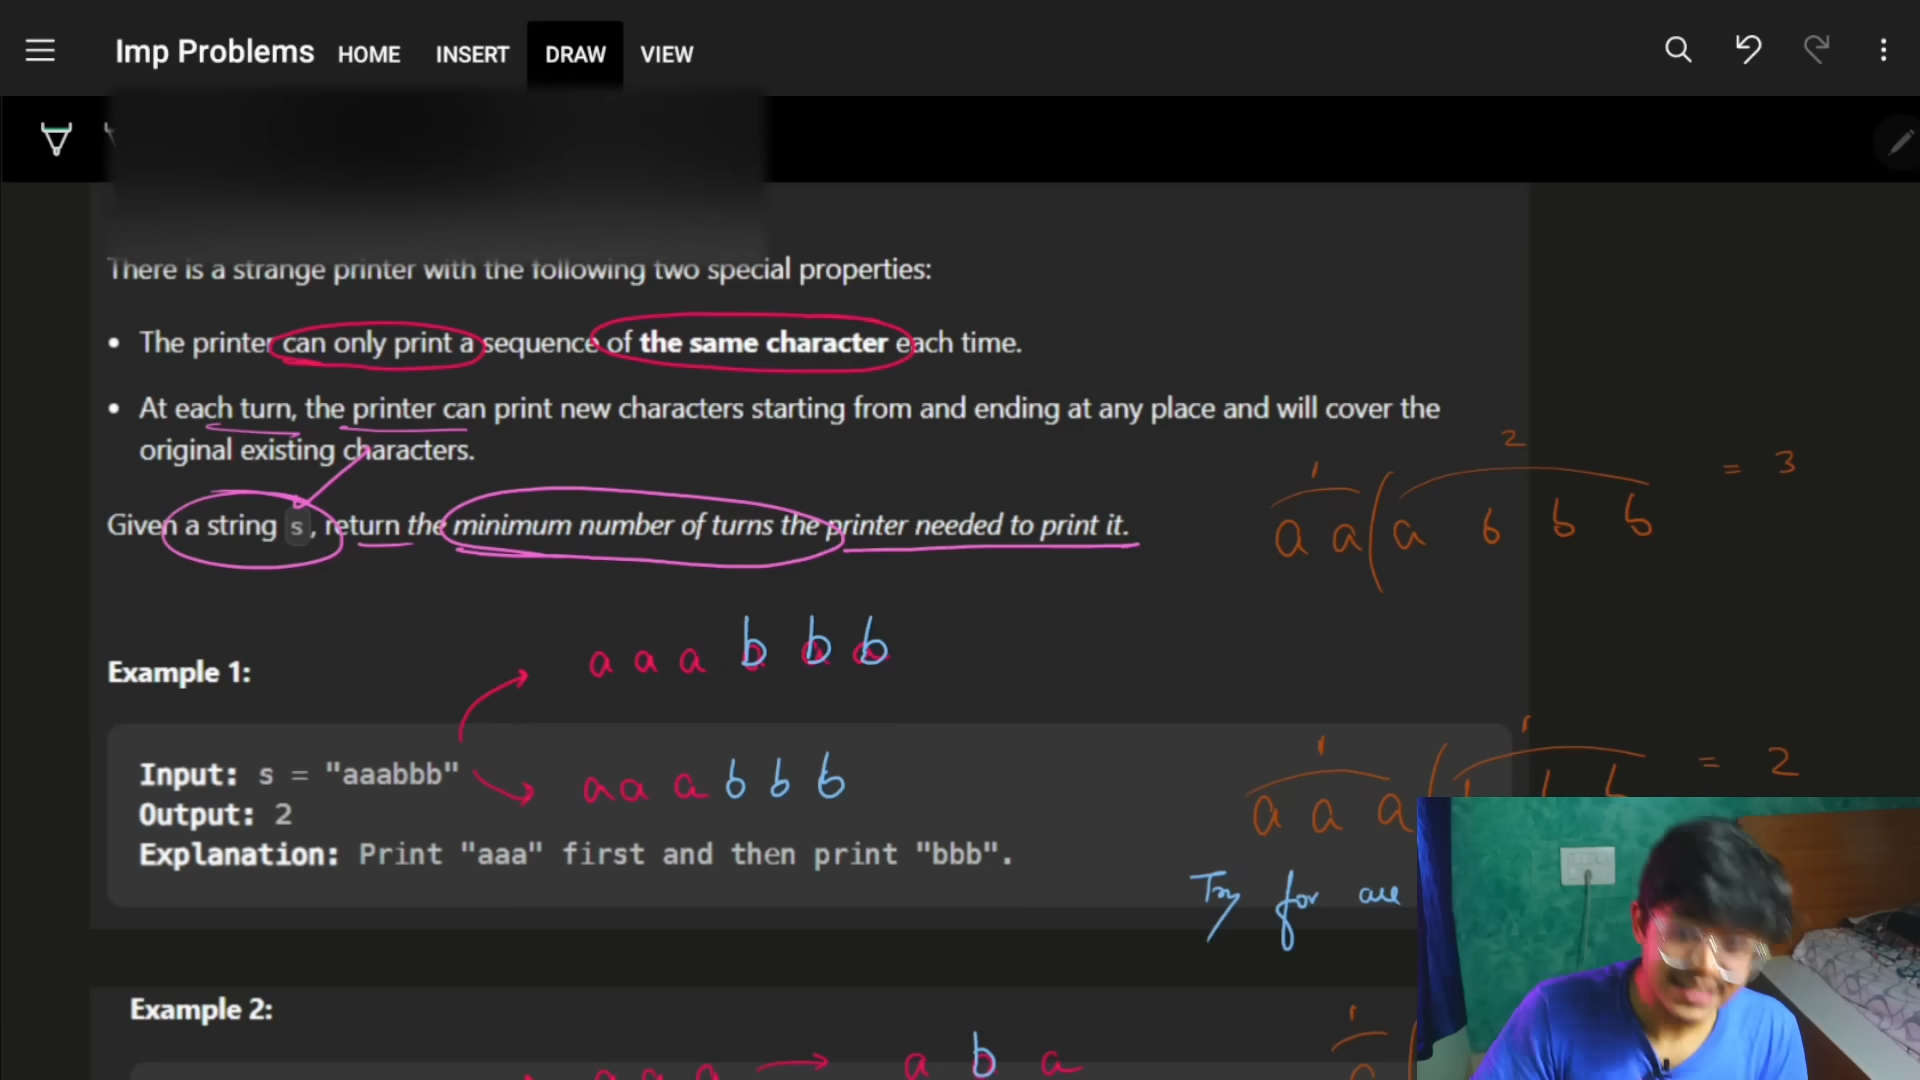 Imp Problems HOME INSERT DRAW VIEW
There is a strange printer with the following two special properties:
• The printer can only print a sequence of the same character each time.
• At each turn, the printer can print new characters starting from and ending at any place and will cover the
original existing characters.
Given a string s, return the minimum number of turns the printer needed to print it.
1 2
a a ( a b b b = 3
Example 1:
a a a b b b
Input: s = "aaabbb"
Output: 2
Explanation: Print "aaa" first and then print "bbb".
a a a b b b
1 1
a a a ( = 2
Try for all
Example 2:
a a a → a b a
1